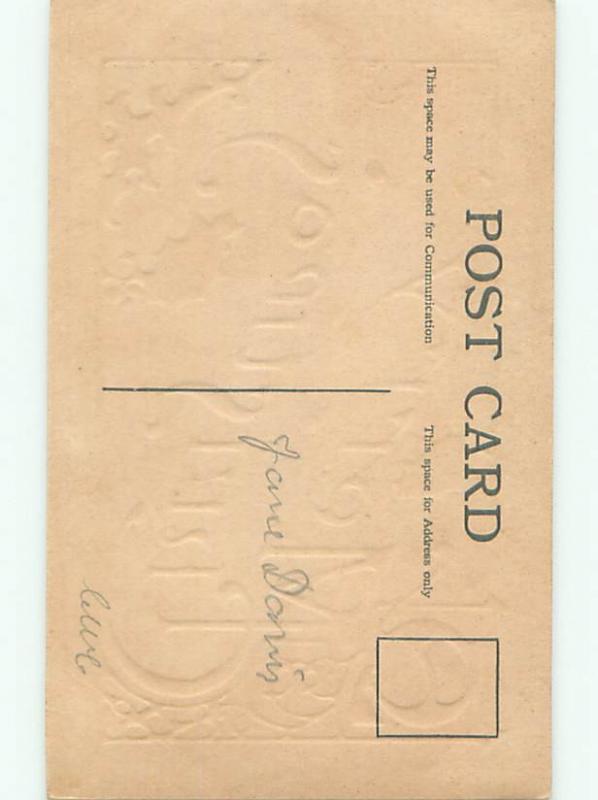 POST CARD
This space may be used for Communication
This space for Address only
Jane Davis